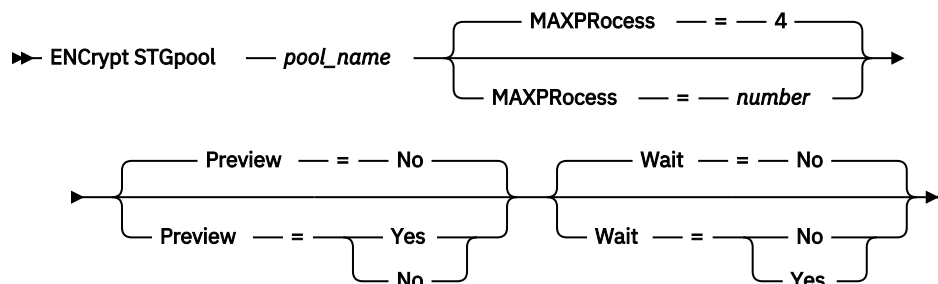 MAXPRocess = 4
ENCrypt STGpool pool_name
MAXPRocess = number
Preview = No Wait = No
Preview = Yes Wait = No
No Yes